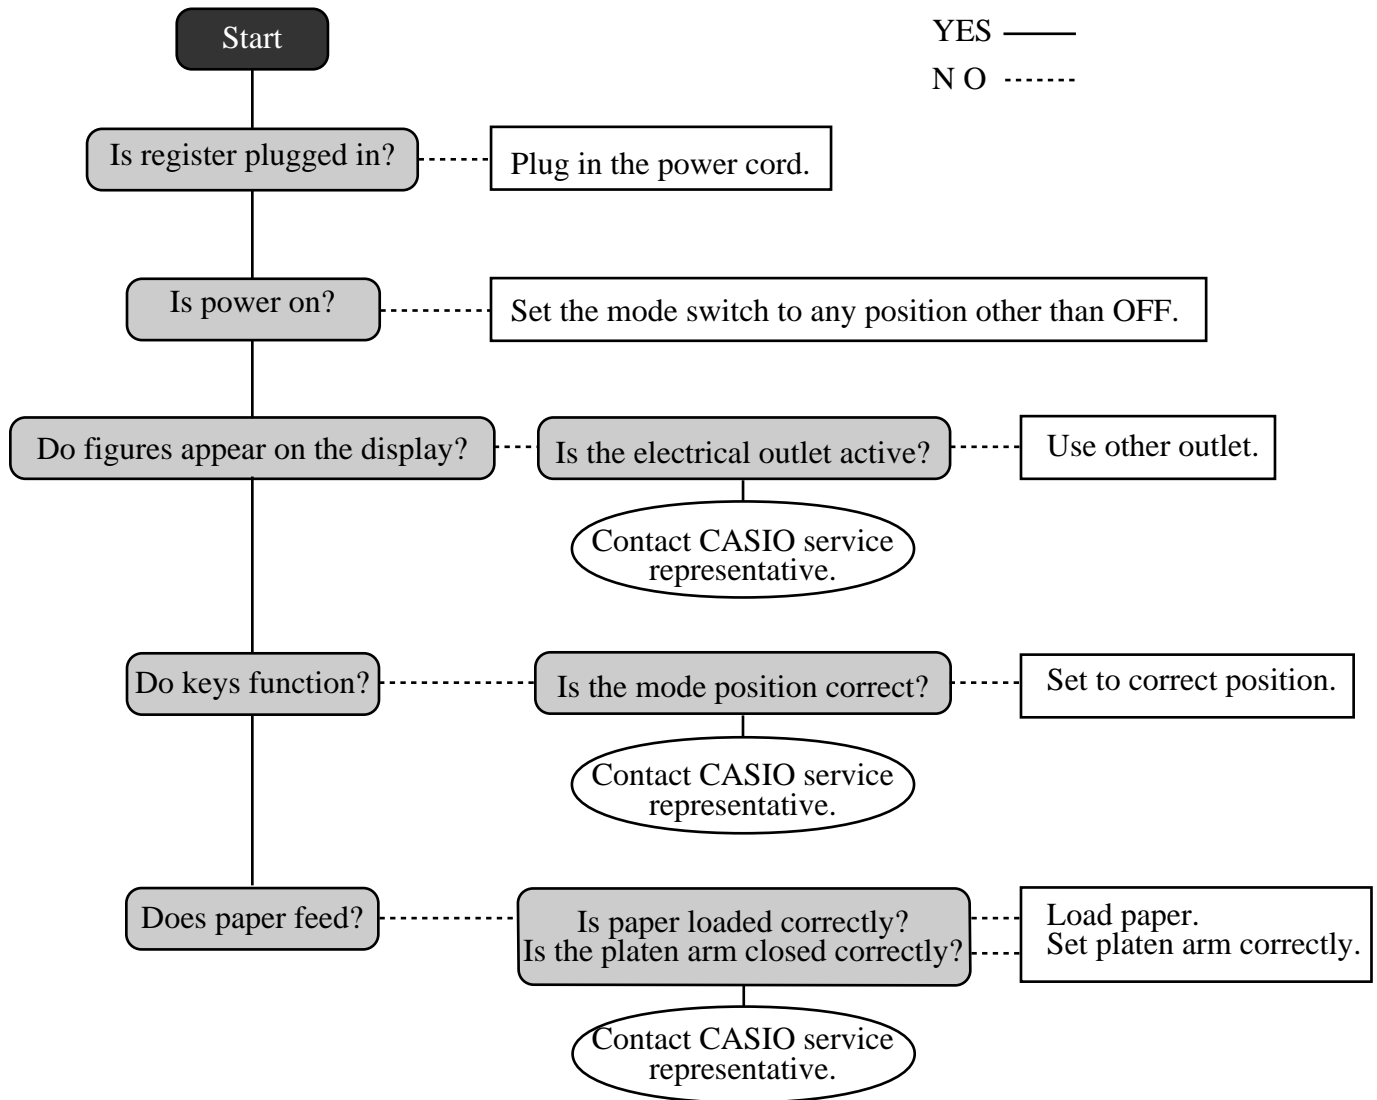 Start
YES
N O
Is register plugged in?
Plug in the power cord.
Is power on?
Set the mode switch to any position other than OFF.
Do figures appear on the display?
Is the electrical outlet active?
Use other outlet.
Contact CASIO service
representative.
Do keys function?
Is the mode position correct?
Set to correct position.
Contact CASIO service
representative.
Does paper feed?
Is paper loaded correctly?
Is the platen arm closed correctly?
Load paper.
Set platen arm correctly.
Contact CASIO service
representative.